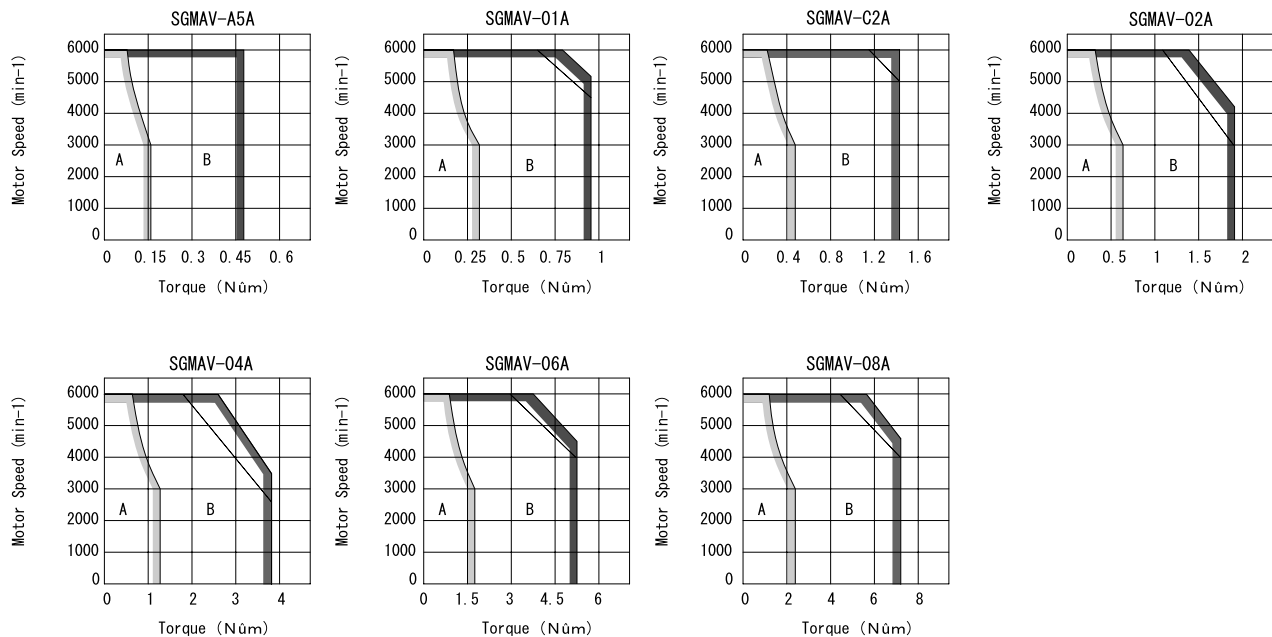 SGMAV-A5A
Motor Speed (min-1)
6000
5000
4000
3000
2000
1000
0
A
B
0 0.15 0.3 0.45 0.6
Torque (Nûm)
SGMAV-01A
Motor Speed (min-1)
6000
5000
4000
3000
2000
1000
0
A
B
0 0.25 0.5 0.75 1
Torque (Nûm)
SGMAV-C2A
Motor Speed (min-1)
6000
5000
4000
3000
2000
1000
0
A
B
0 0.4 0.8 1.2 1.6
Torque (Nûm)
SGMAV-02A
Motor Speed (min-1)
6000
5000
4000
3000
2000
1000
0
A
B
0 0.5 1 1.5 2
Torque (Nûm)
SGMAV-04A
Motor Speed (min-1)
6000
5000
4000
3000
2000
1000
0
A
B
0 1 2 3 4
Torque (Nûm)
SGMAV-06A
Motor Speed (min-1)
6000
5000
4000
3000
2000
1000
0
A
B
0 1.5 3 4.5 6
Torque (Nûm)
SGMAV-08A
Motor Speed (min-1)
6000
5000
4000
3000
2000
1000
0
A
B
0 2 4 6 8
Torque (Nûm)